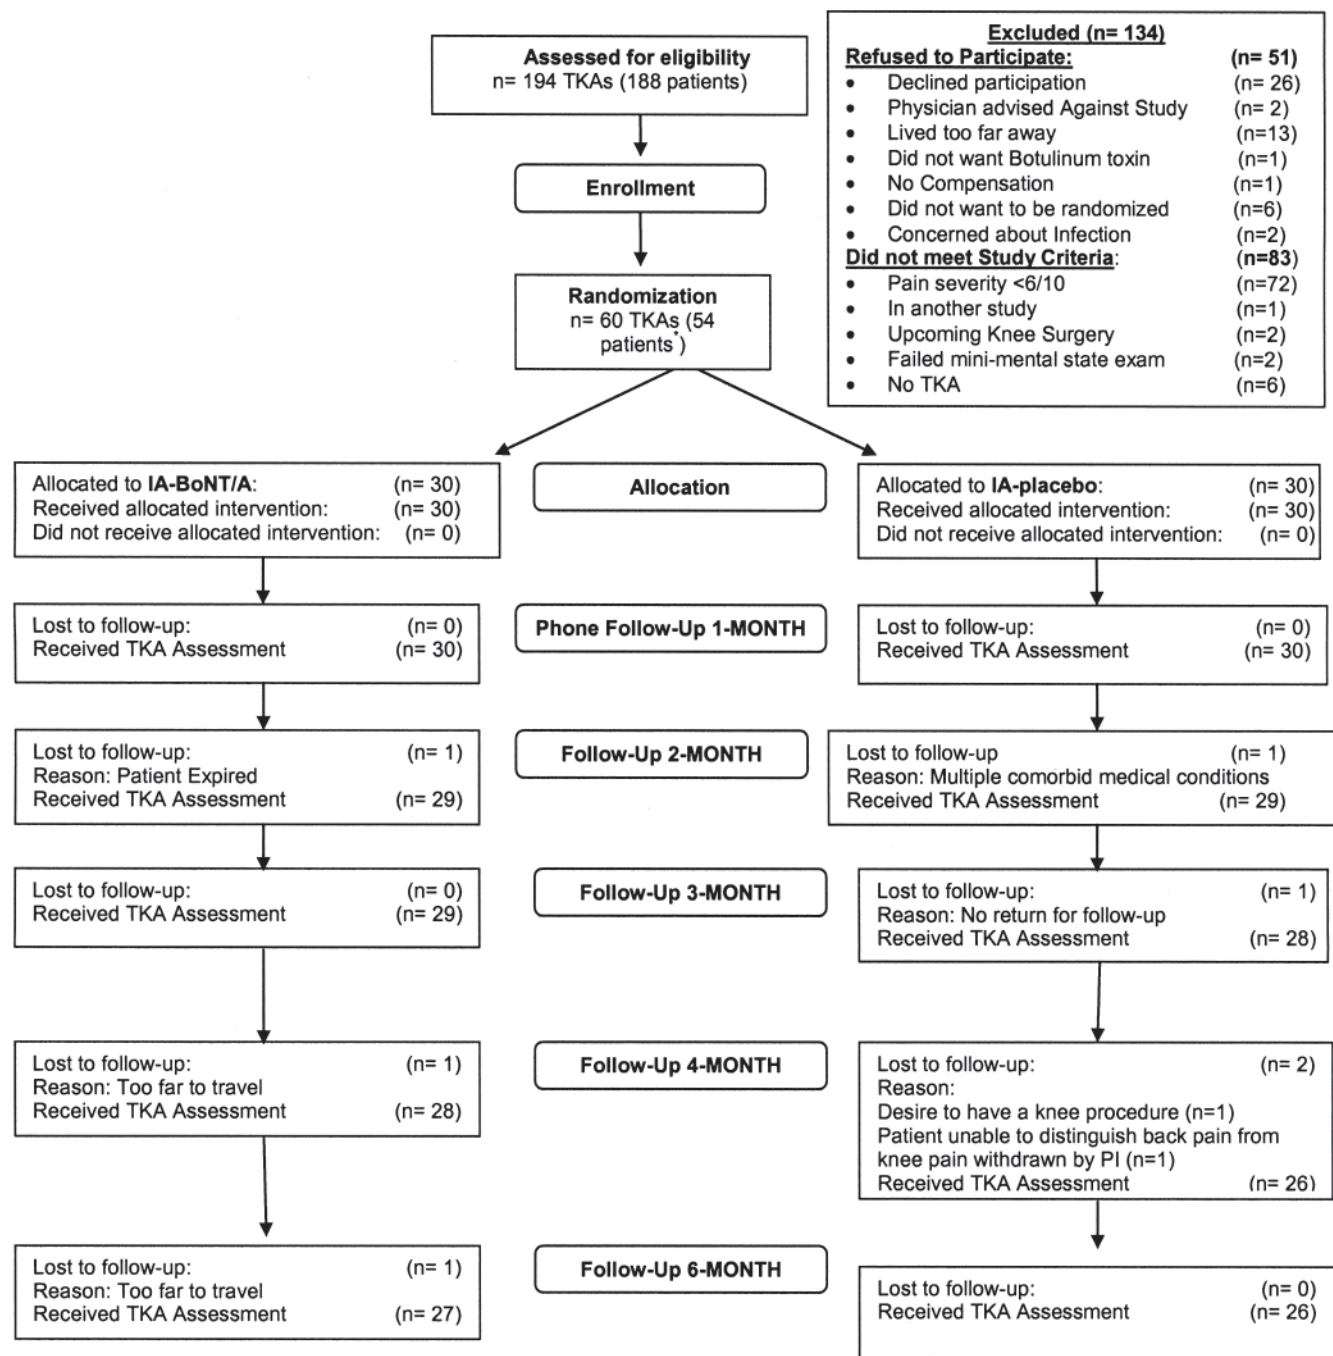 Assessed for eligibility
n= 194 TKAs (188 patients)
Excluded (n= 134)
Refused to Participate: (n= 51)
• Declined participation (n= 26)
• Physician advised Against Study (n= 2)
• Lived too far away (n=13)
• Did not want Botulinum toxin (n=1)
• No Compensation (n=1)
• Did not want to be randomized (n=6)
• Concerned about Infection (n=2)
Did not meet Study Criteria: (n=83)
• Pain severity <6/10 (n=72)
• In another study (n=1)
• Upcoming Knee Surgery (n=2)
• Failed mini-mental state exam (n=2)
• No TKA (n=6)
Enrollment
Randomization
n= 60 TKAs (54
patients*)
Allocated to IA-BoNT/A: (n= 30)
Received allocated intervention: (n= 30)
Did not receive allocated intervention: (n= 0)
Allocation
Allocated to IA-placebo: (n= 30)
Received allocated intervention: (n= 30)
Did not receive allocated intervention: (n= 0)
Lost to follow-up: (n= 0)
Received TKA Assessment (n= 30)
Phone Follow-Up 1-MONTH
Lost to follow-up: (n= 0)
Received TKA Assessment (n= 30)
Lost to follow-up: (n= 1)
Reason: Patient Expired
Received TKA Assessment (n= 29)
Follow-Up 2-MONTH
Lost to follow-up (n= 1)
Reason: Multiple comorbid medical conditions
Received TKA Assessment (n= 29)
Lost to follow-up: (n= 0)
Received TKA Assessment (n= 29)
Follow-Up 3-MONTH
Lost to follow-up: (n= 1)
Reason: No return for follow-up
Received TKA Assessment (n= 28)
Lost to follow-up: (n= 1)
Reason: Too far to travel
Received TKA Assessment (n= 28)
Follow-Up 4-MONTH
Lost to follow-up: (n= 2)
Reason:
Desire to have a knee procedure (n=1)
Patient unable to distinguish back pain from
knee pain withdrawn by PI (n=1)
Received TKA Assessment (n= 26)
Lost to follow-up: (n= 1)
Reason: Too far to travel
Received TKA Assessment (n= 27)
Follow-Up 6-MONTH
Lost to follow-up: (n= 0)
Received TKA Assessment (n= 26)